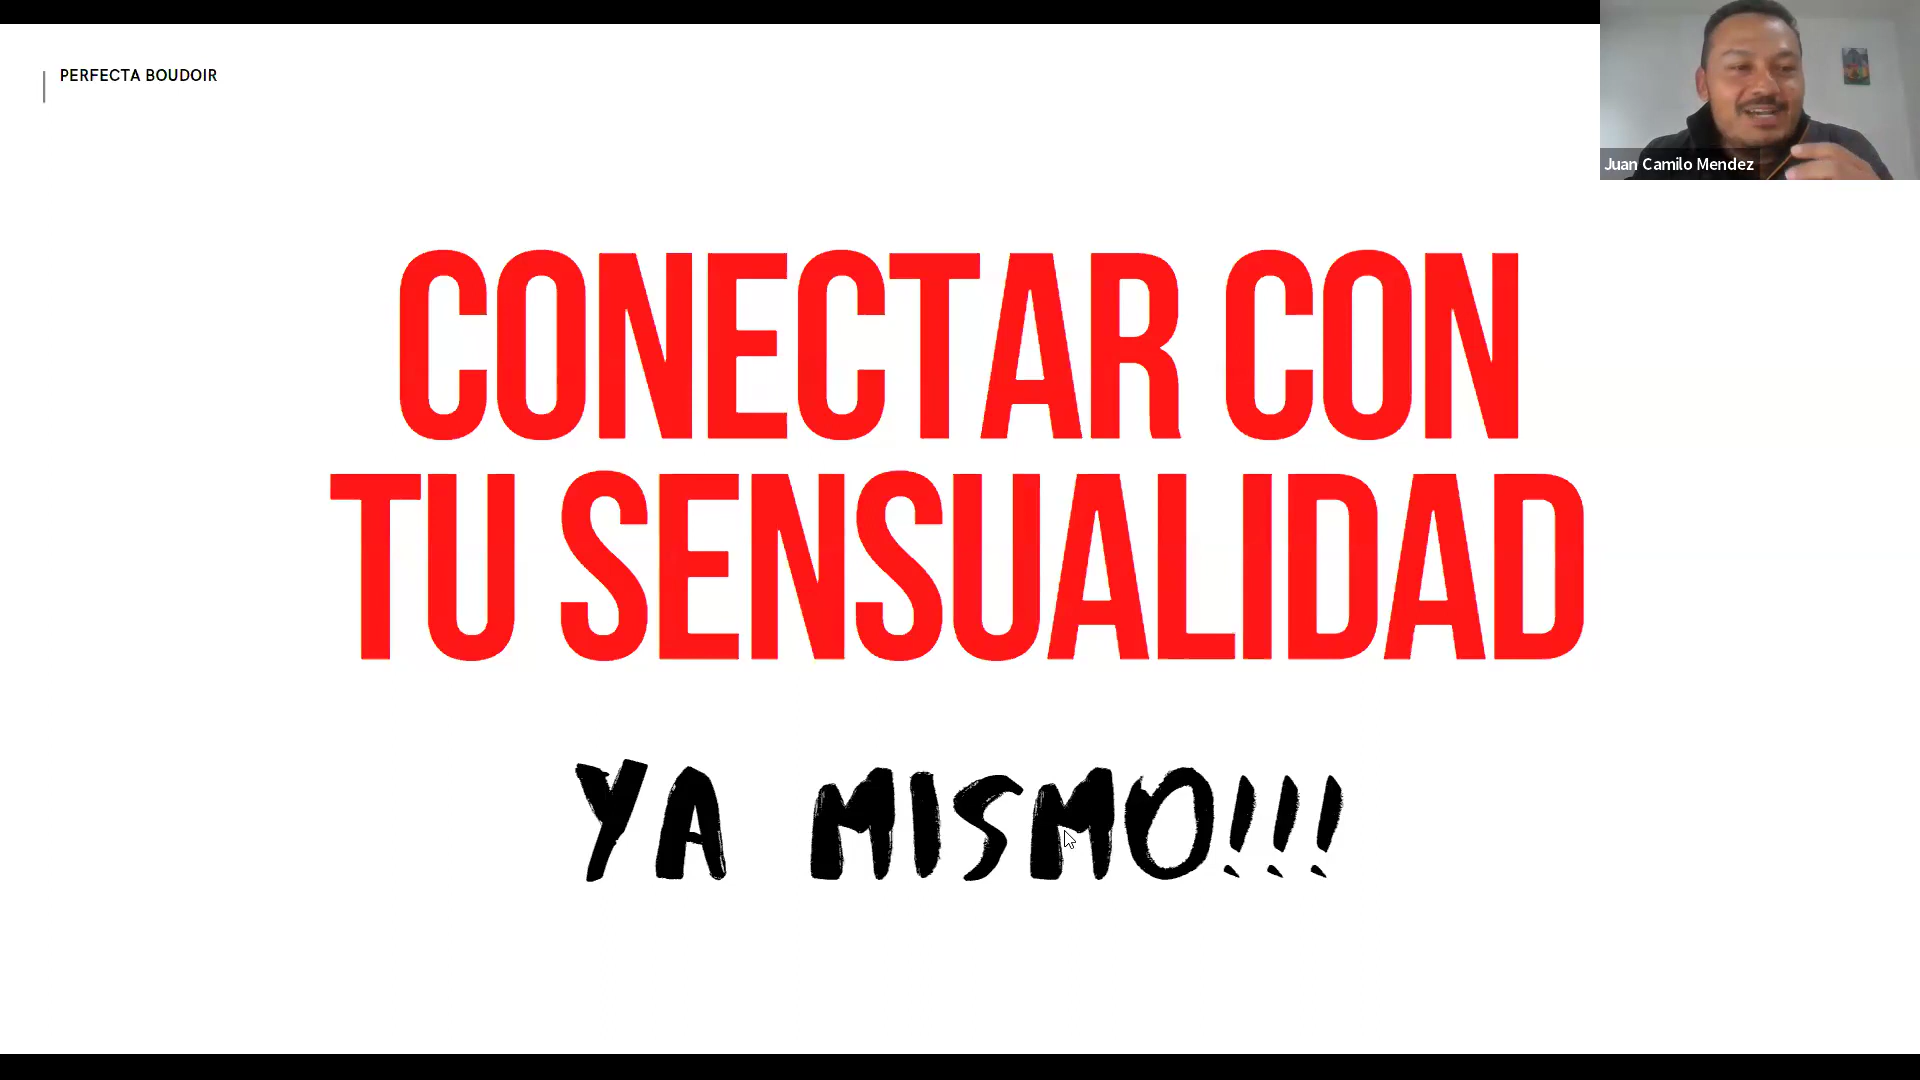 PERFECTA BOUDOIR
Juan Camilo Mendez
CONECTAR CON
TU SENSUALIDAD
YA MISMO!!!